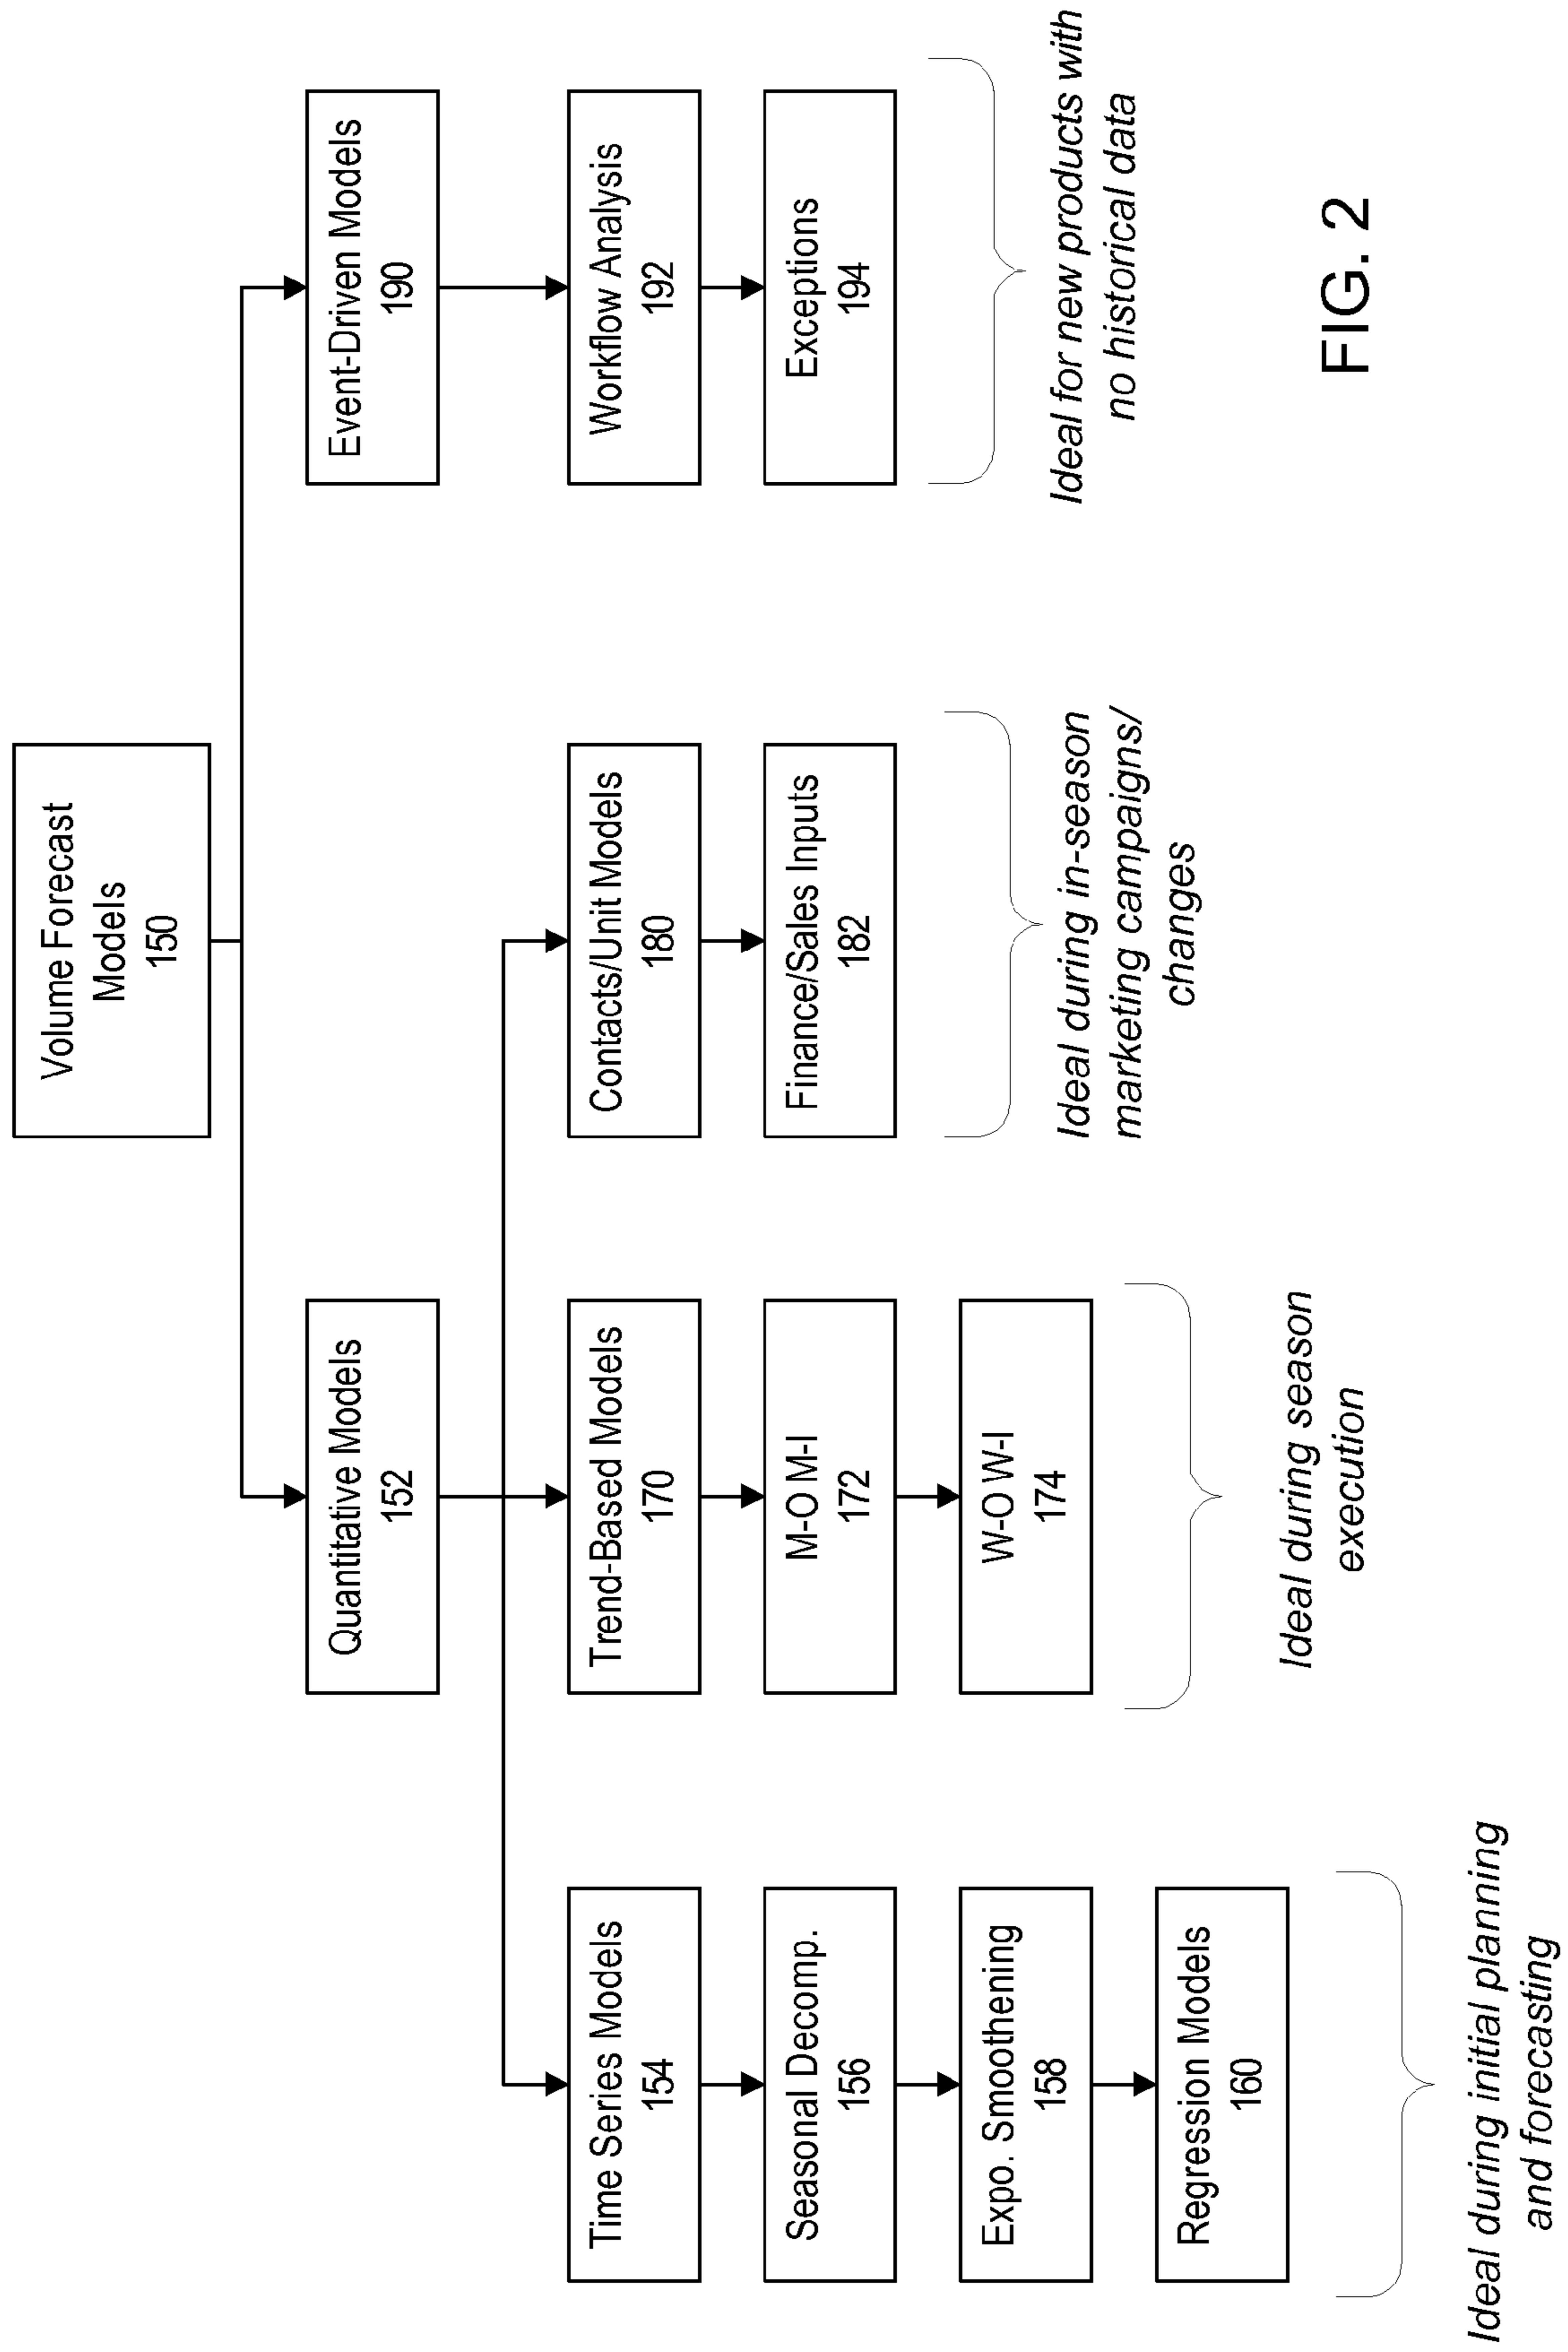 Volume Forecast
Models
150
Quantitative Models
152
Event-Driven Models
190
Time Series Models
154
Trend-Based Models
170
Contacts/Unit Models
180
Workflow Analysis
192
Seasonal Decomp.
156
M-O M-I
172
Finance/Sales Inputs
182
Exceptions
194
Expo. Smoothening
158
W-O W-I
174
Regression Models
160
Ideal during initial planning
and forecasting
Ideal during season
execution
Ideal during in-season
marketing campaigns/
changes
Ideal for new products with
no historical data
FIG. 2